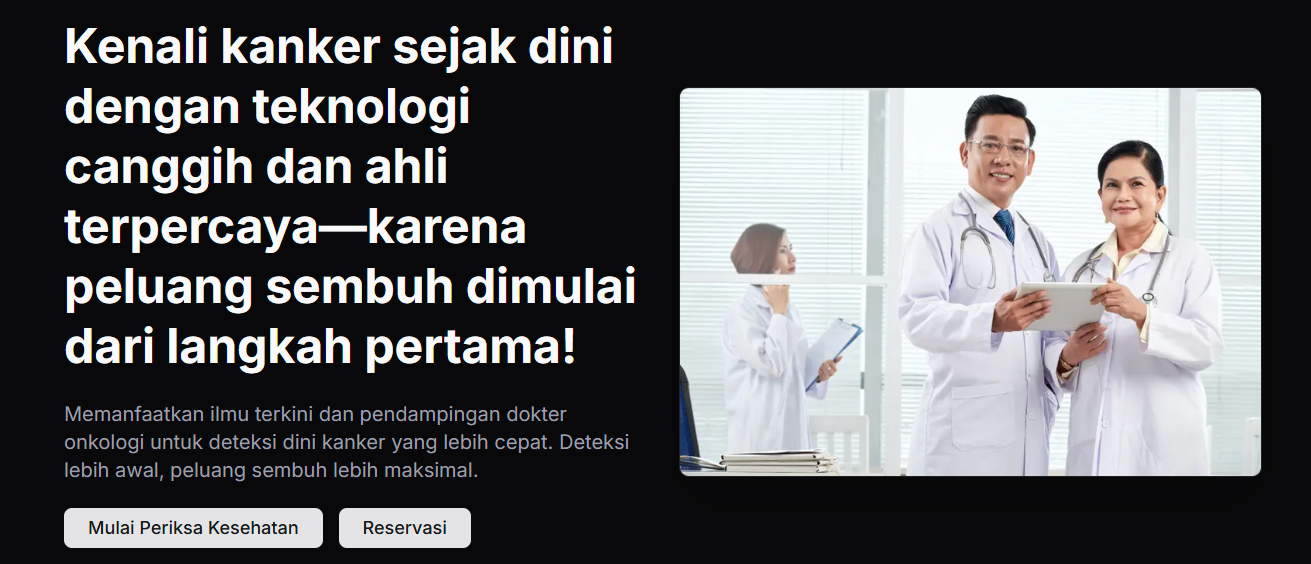 Kenali kanker sejak dini
dengan teknologi
canggih dan ahli
terpercaya—karena
peluang sembuh dimulai
dari langkah pertama!
Memanfaatkan ilmu terkini dan pendampingan dokter
onkologi untuk deteksi dini kanker yang lebih cepat. Deteksi
lebih awal, peluang sembuh lebih maksimal.
Mulai Periksa Kesehatan
Reservasi